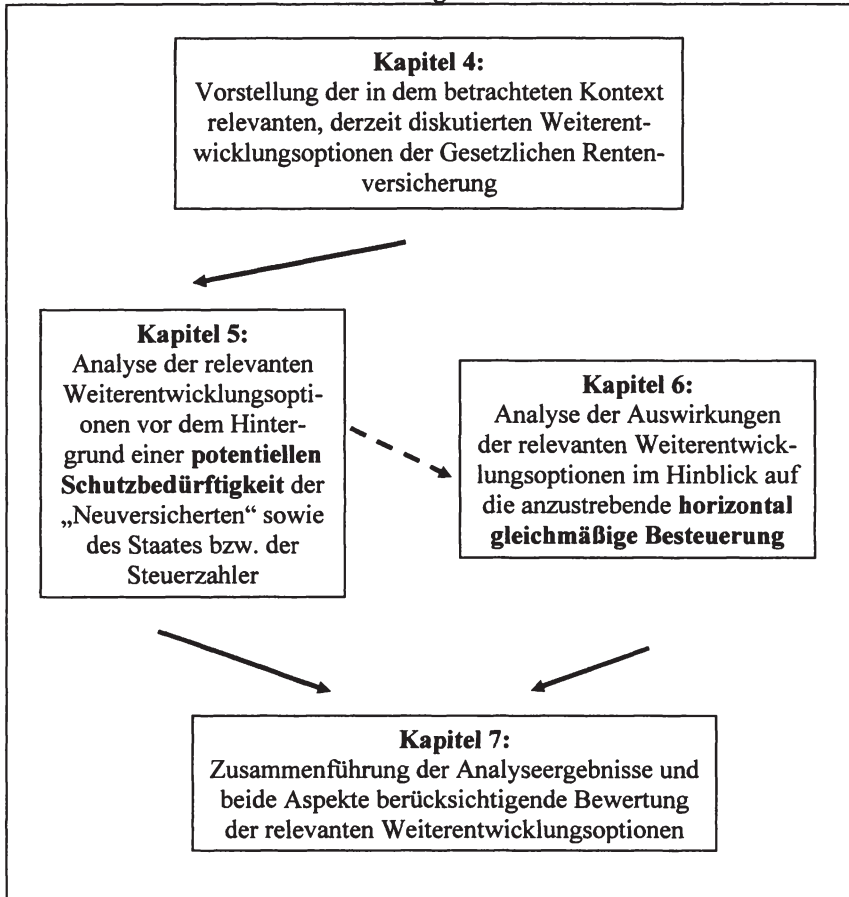 Kapitel 4:
Vorstellung der in dem betrachteten Kontext
relevanten, derzeit diskutierten Weiterent-
wicklungsoptionen der Gesetzlichen Renten-
versicherung
Kapitel 5:
Analyse der relevanten
Weiterentwicklungsopti-
onen vor dem Hinter-
grund einer potentiellen
Schutzbedürftigkeit der
„Neuversicherten“ sowie
des Staates bzw. der
Steuerzahler
Kapitel 6:
Analyse der Auswirkungen
der relevanten Weiterentwick-
lungsoptionen im Hinblick auf
die anzustrebende horizontal
gleichmäßige Besteuerung
Kapitel 7:
Zusammenführung der Analyseergebnisse und
beide Aspekte berücksichtigende Bewertung
der relevanten Weiterentwicklungsoptionen